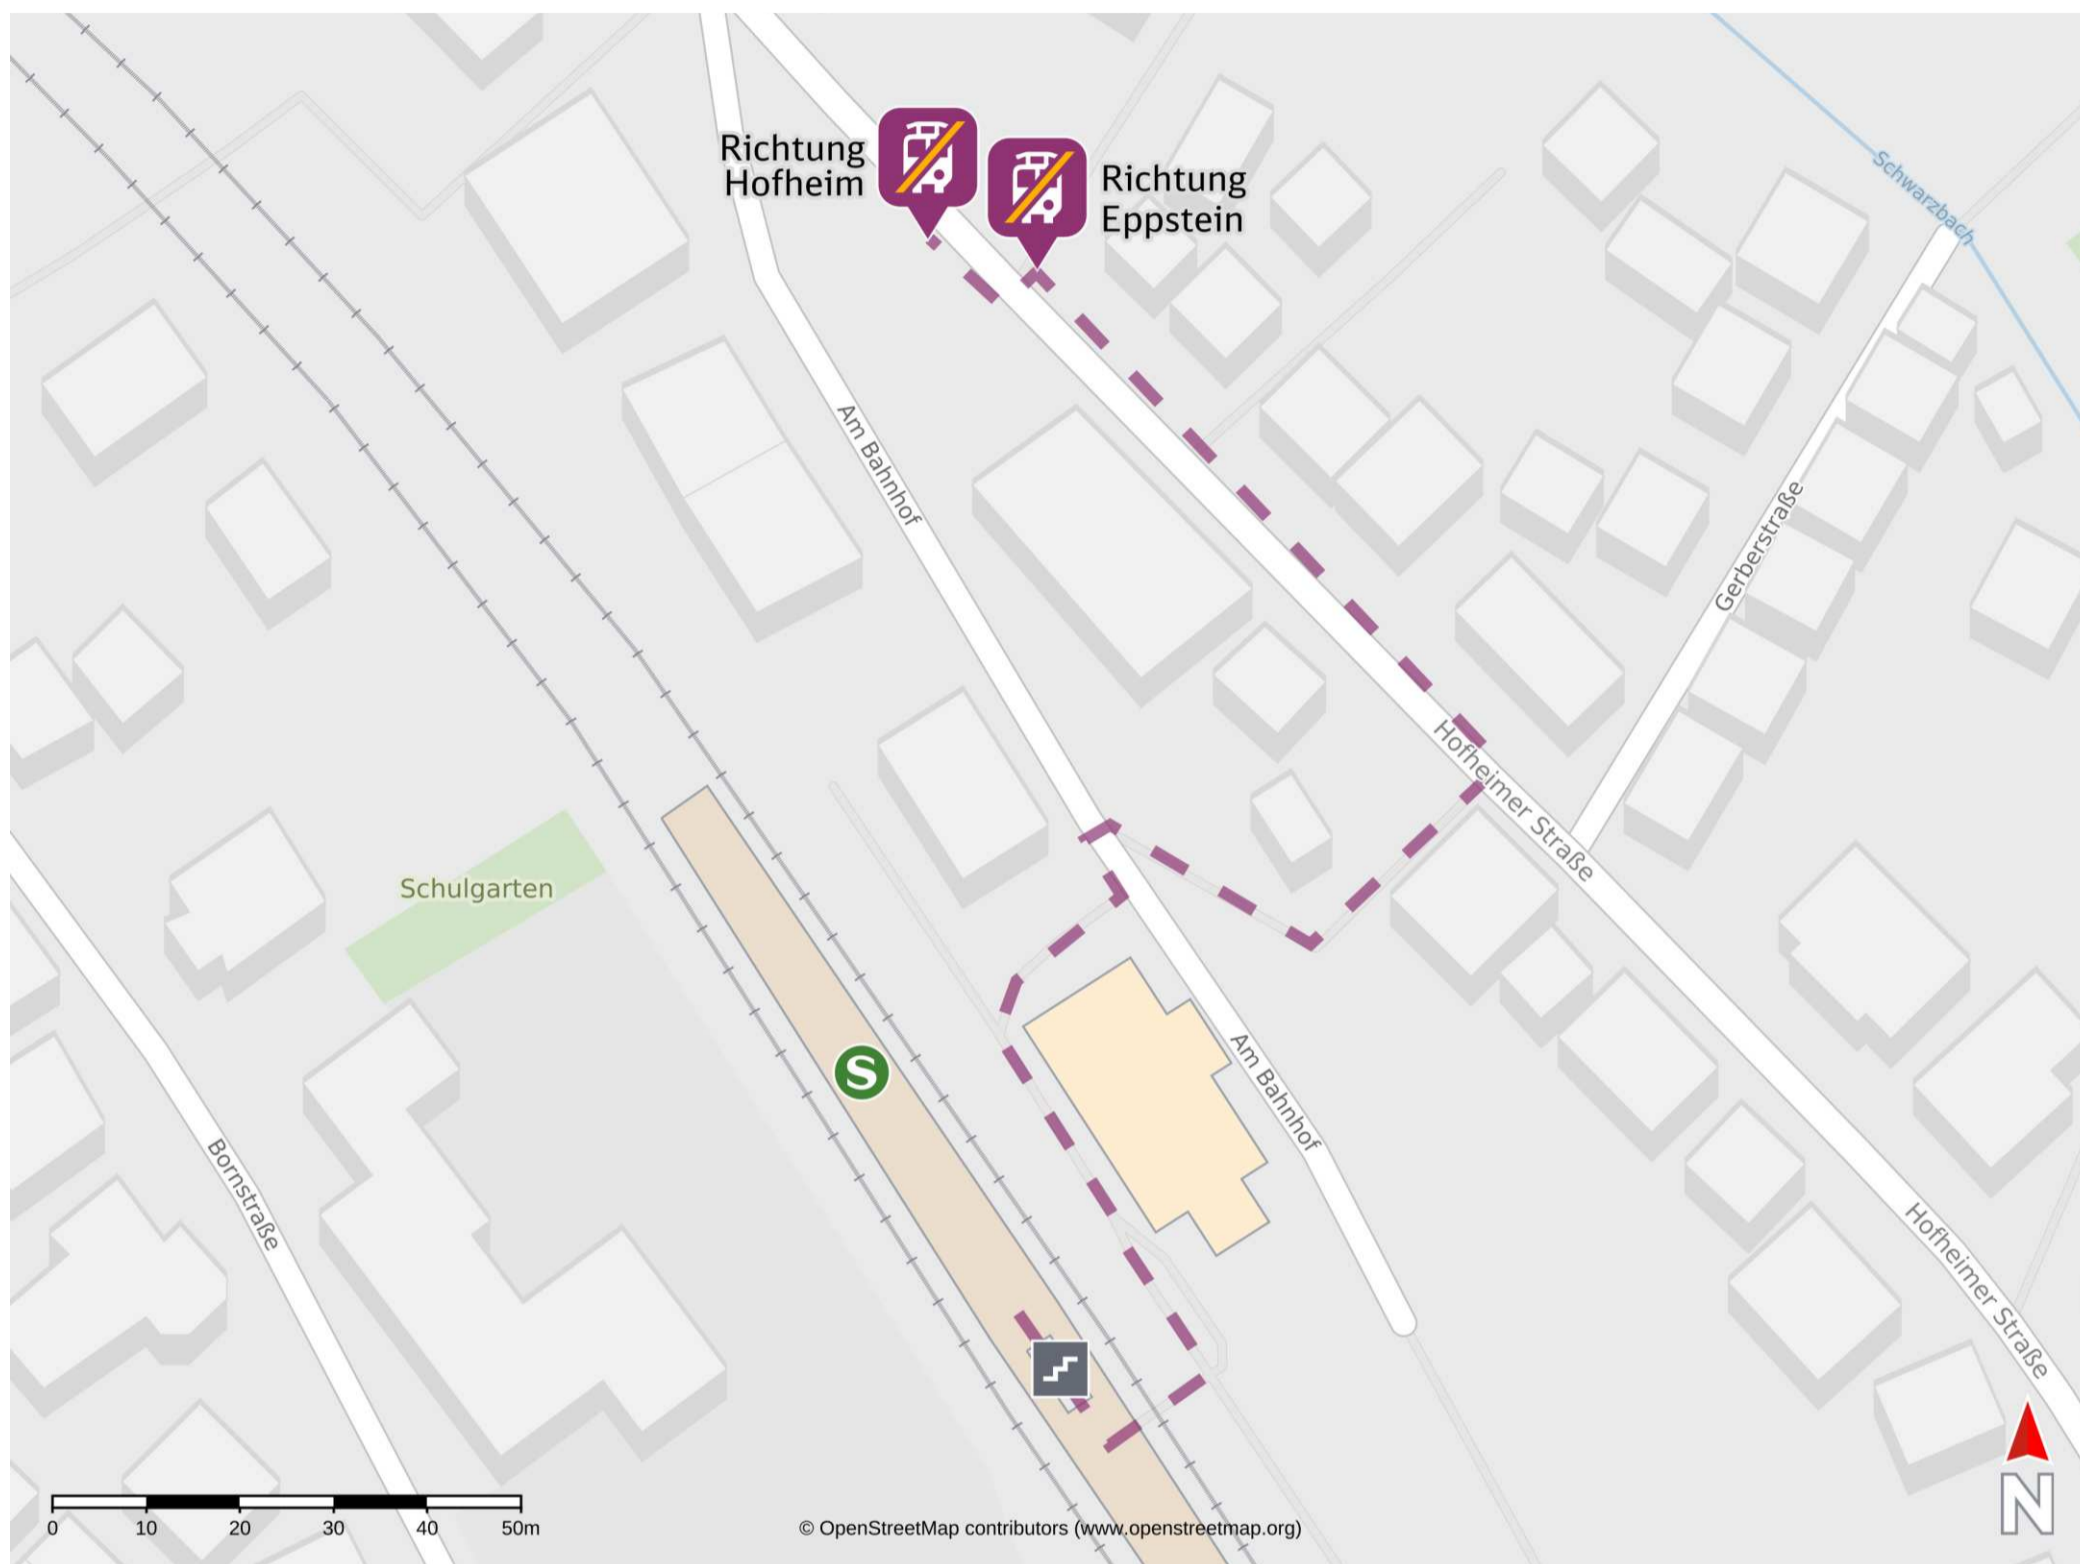 Schwarzbach
Richtung
Hofheim
Richtung
Eppstein
Am Bahnhof
Gerberstraße
Hofheimer Straße
Schulgarten
S
Am Bahnhof
Bornstraße
Hofheimer Straße
N
0 10 20 30 40 50m
© OpenStreetMap contributors (www.openstreetmap.org)